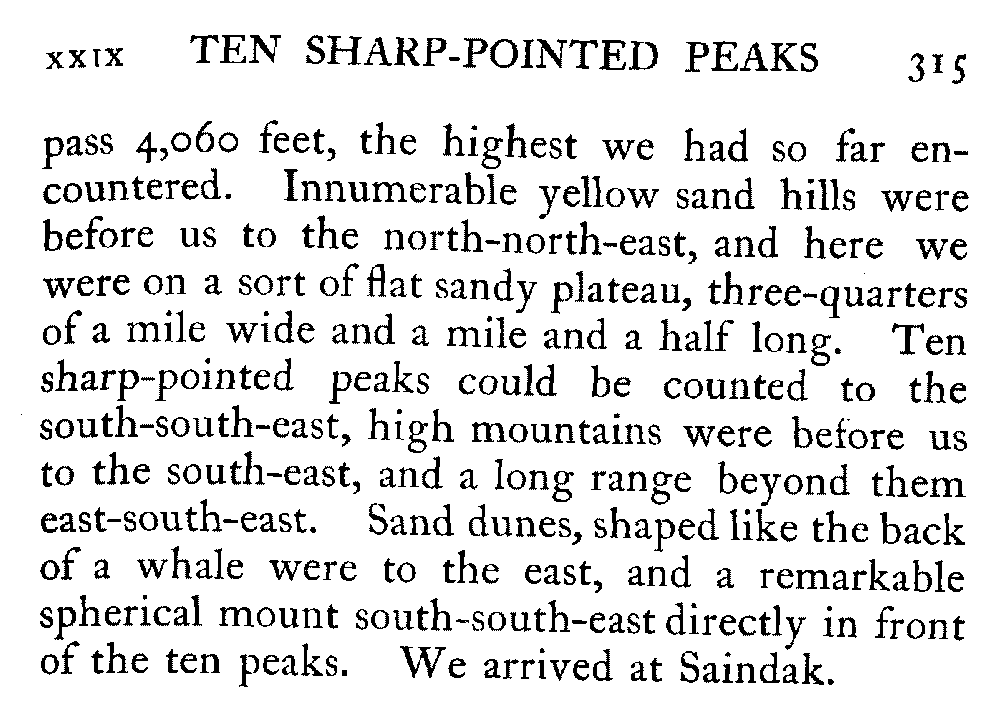 xxix TEN SHARP-POINTED PEAKS 315
pass 4,060 feet, the highest we had so far en-
countered. Innumerable yellow sand hills were
before us to the north-north-east, and here we
were on a sort of flat sandy plateau, three-quarters
of a mile wide and a mile and a half long. Ten
sharp-pointed peaks could be counted to the
south-south-east, high mountains were before us
to the south-east, and a long range beyond them
east-south-east. Sand dunes, shaped like the back
of a whale were to the east, and a remarkable
spherical mount south-south-east directly in front
of the ten peaks. We arrived at Saindak.